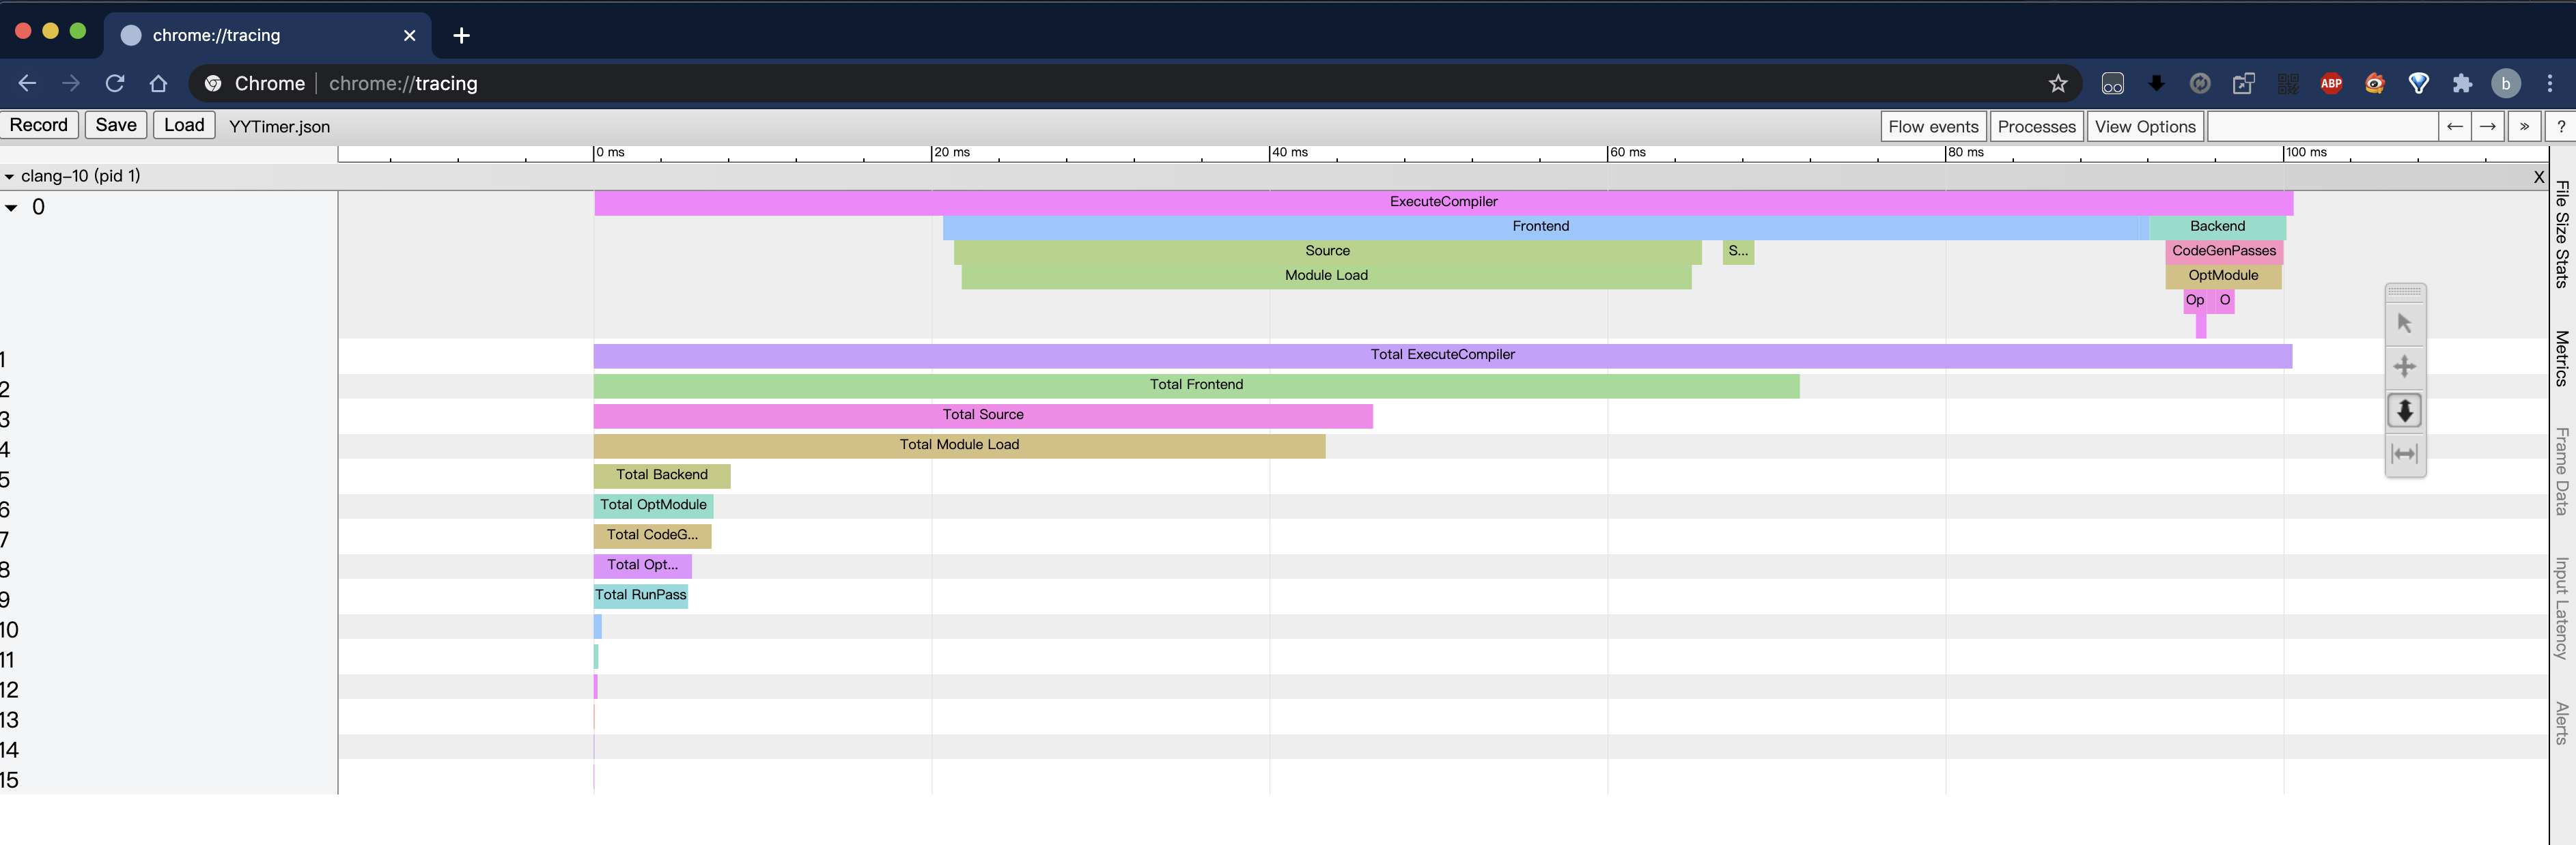 chrome://tracing
Chrome | chrome://tracing
ABP
b
Record Save Load YYTimer.json Flow events Processes View Options ← → » ?
0 ms 20 ms 40 ms 60 ms 80 ms 100 ms
clang-10 (pid 1) X
0 ExecuteCompiler
Frontend Backend
Source S... CodeGenPasses
Module Load OptModule
Op O
1 Total ExecuteCompiler
2 Total Frontend
3 Total Source
4 Total Module Load
5 Total Backend
6 Total OptModule
7 Total CodeG...
8 Total Opt...
9 Total RunPass
10
11
12
13
14
15
File Size Stats
Metrics
Frame Data
Input Latency
Alerts